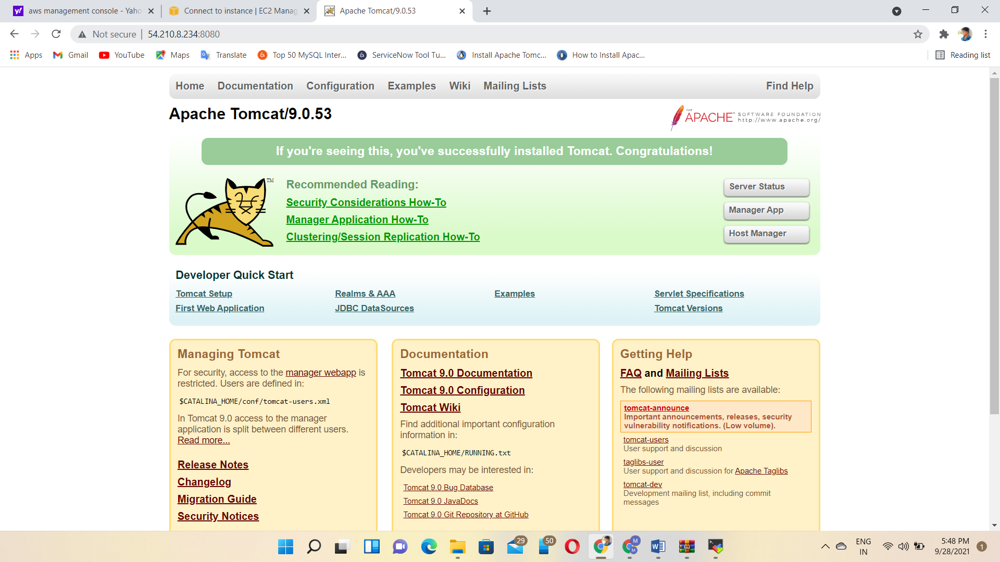 aws management console - Yaho
Connect to instance | EC2 Manag
Apache Tomcat/9.0.53
Not secure | 54.210.8.234:8080
Apps
Gmail
YouTube
Maps
Translate
Top 50 MySQL Inter...
ServiceNow Tool Tu...
Install Apache Tomc...
How to Install Apac...
Reading list
Home Documentation Configuration Examples Wiki Mailing Lists Find Help
Apache Tomcat/9.0.53
THE APACHE SOFTWARE FOUNDATION
http://www.apache.org/
If you're seeing this, you've successfully installed Tomcat. Congratulations!
TM
Recommended Reading:
Security Considerations How-To
Manager Application How-To
Clustering/Session Replication How-To
Server Status
Manager App
Host Manager
Developer Quick Start
Tomcat Setup
First Web Application
Realms & AAA
JDBC DataSources
Examples
Servlet Specifications
Tomcat Versions
Managing Tomcat
For security, access to the manager webapp is
restricted. Users are defined in:
$CATALINA_HOME/conf/tomcat-users.xml
In Tomcat 9.0 access to the manager
application is split between different users.
Read more...
Release Notes
Changelog
Migration Guide
Security Notices
Documentation
Tomcat 9.0 Documentation
Tomcat 9.0 Configuration
Tomcat Wiki
Find additional important configuration
information in:
$CATALINA_HOME/RUNNING.txt
Developers may be interested in:
Tomcat 9.0 Bug Database
Tomcat 9.0 JavaDocs
Tomcat 9.0 Git Repository at GitHub
Getting Help
FAQ and Mailing Lists
The following mailing lists are available:
tomcat-announce
Important announcements, releases, security
vulnerability notifications. (Low volume).
tomcat-users
User support and discussion
taglibs-user
User support and discussion for Apache Taglibs
tomcat-dev
Development mailing list, including commit
messages
29
50
M
M
ENG
IN
5:48 PM
9/28/2021
1